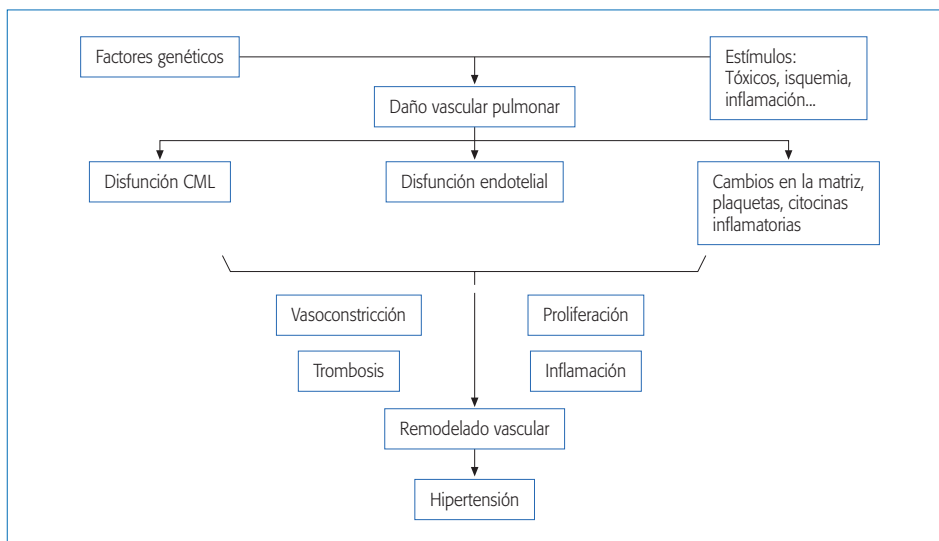 Factores genéticos
Estímulos:
Tóxicos, isquemia,
inflamación...
Daño vascular pulmonar
Disfunción CML
Disfunción endotelial
Cambios en la matriz,
plaquetas, citocinas
inflamatorias
Vasoconstricción
Proliferación
Trombosis
Inflamación
Remodelado vascular
Hipertensión